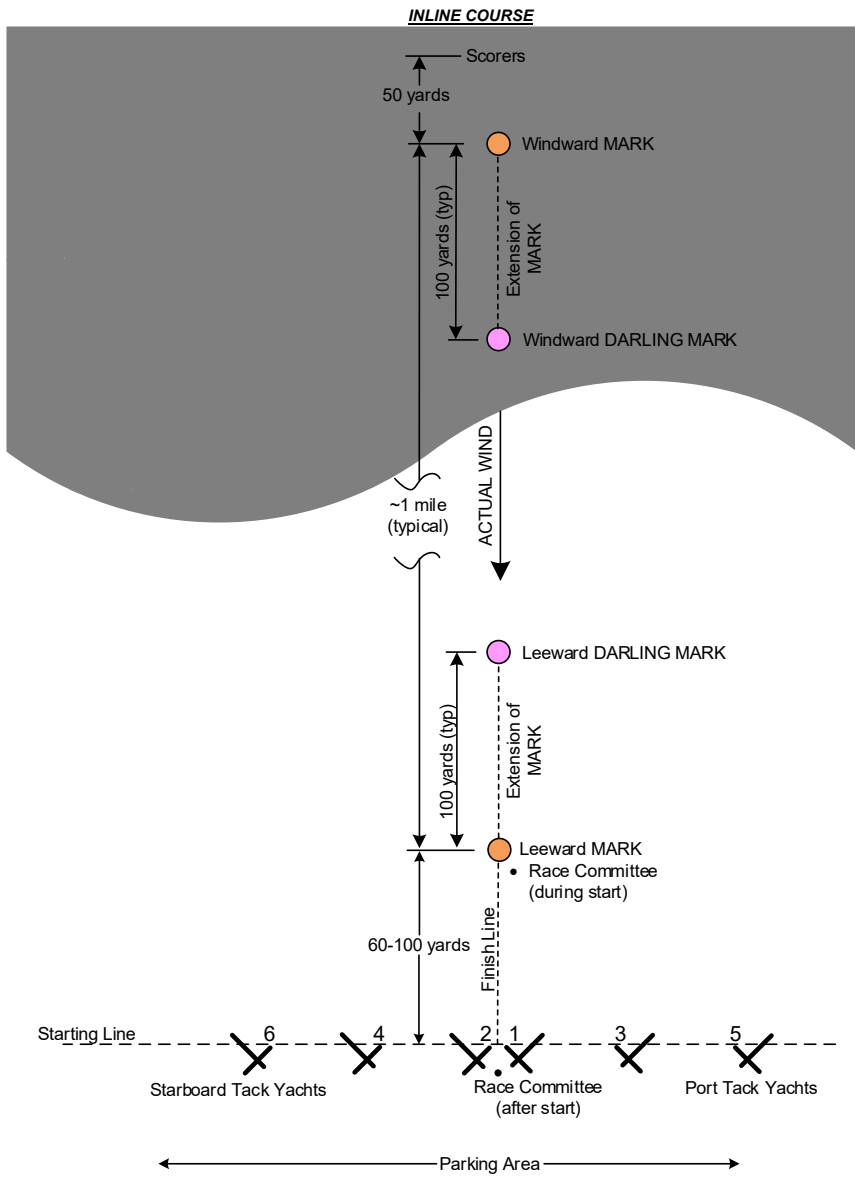 INLINE COURSE
Scorers
50 yards
Windward MARK
100 yards (typ)
Extension of
MARK
Windward DARLING MARK
ACTUAL WIND
~1 mile
(typical)
Leeward DARLING MARK
100 yards (typ)
Extension of
MARK
Leeward MARK
• Race Committee
(during start)
60-100 yards
Finish Line
Starting Line
6 4 2 1 3 5
Starboard Tack Yachts
Race Committee
(after start)
Port Tack Yachts
Parking Area